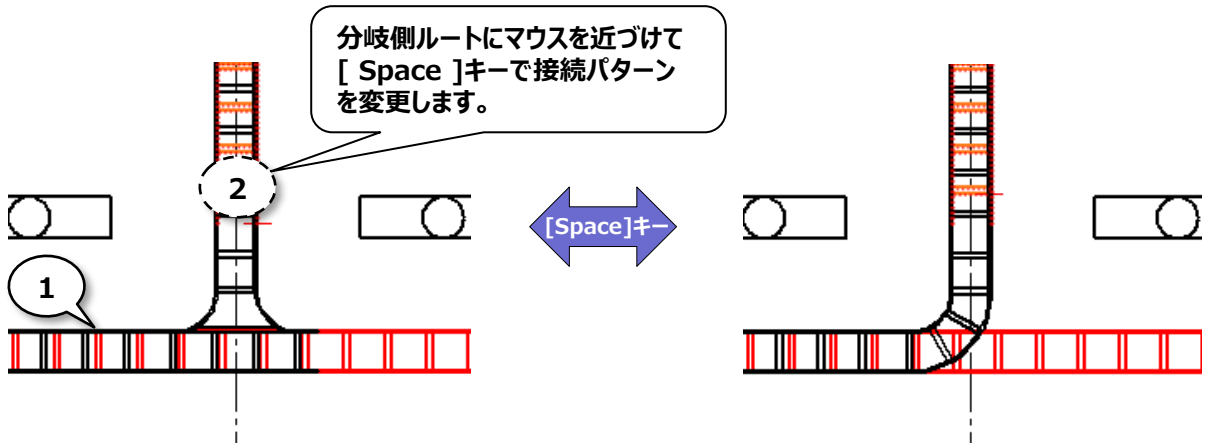 分岐側ルートにマウスを近づけて
[ Space ]キーで接続パターン
を変更します。
2
[Space]キー
1